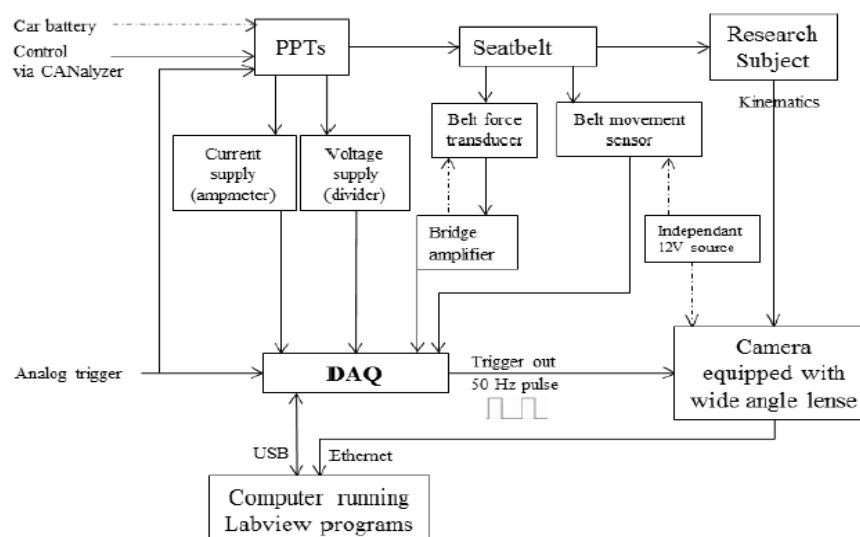 Car battery
Control
via CANalyzer
PPTs
Seatbelt
Research
Subject
Kinematics
Current
supply
(ampmeter)
Voltage
supply
(divider)
Belt force
transducer
Belt movement
sensor
Bridge
amplifier
Independant
12V source
Analog trigger
DAQ
Trigger out
50 Hz pulse
Camera
equipped with
wide angle lense
USB
Ethernet
Computer running
Labview programs